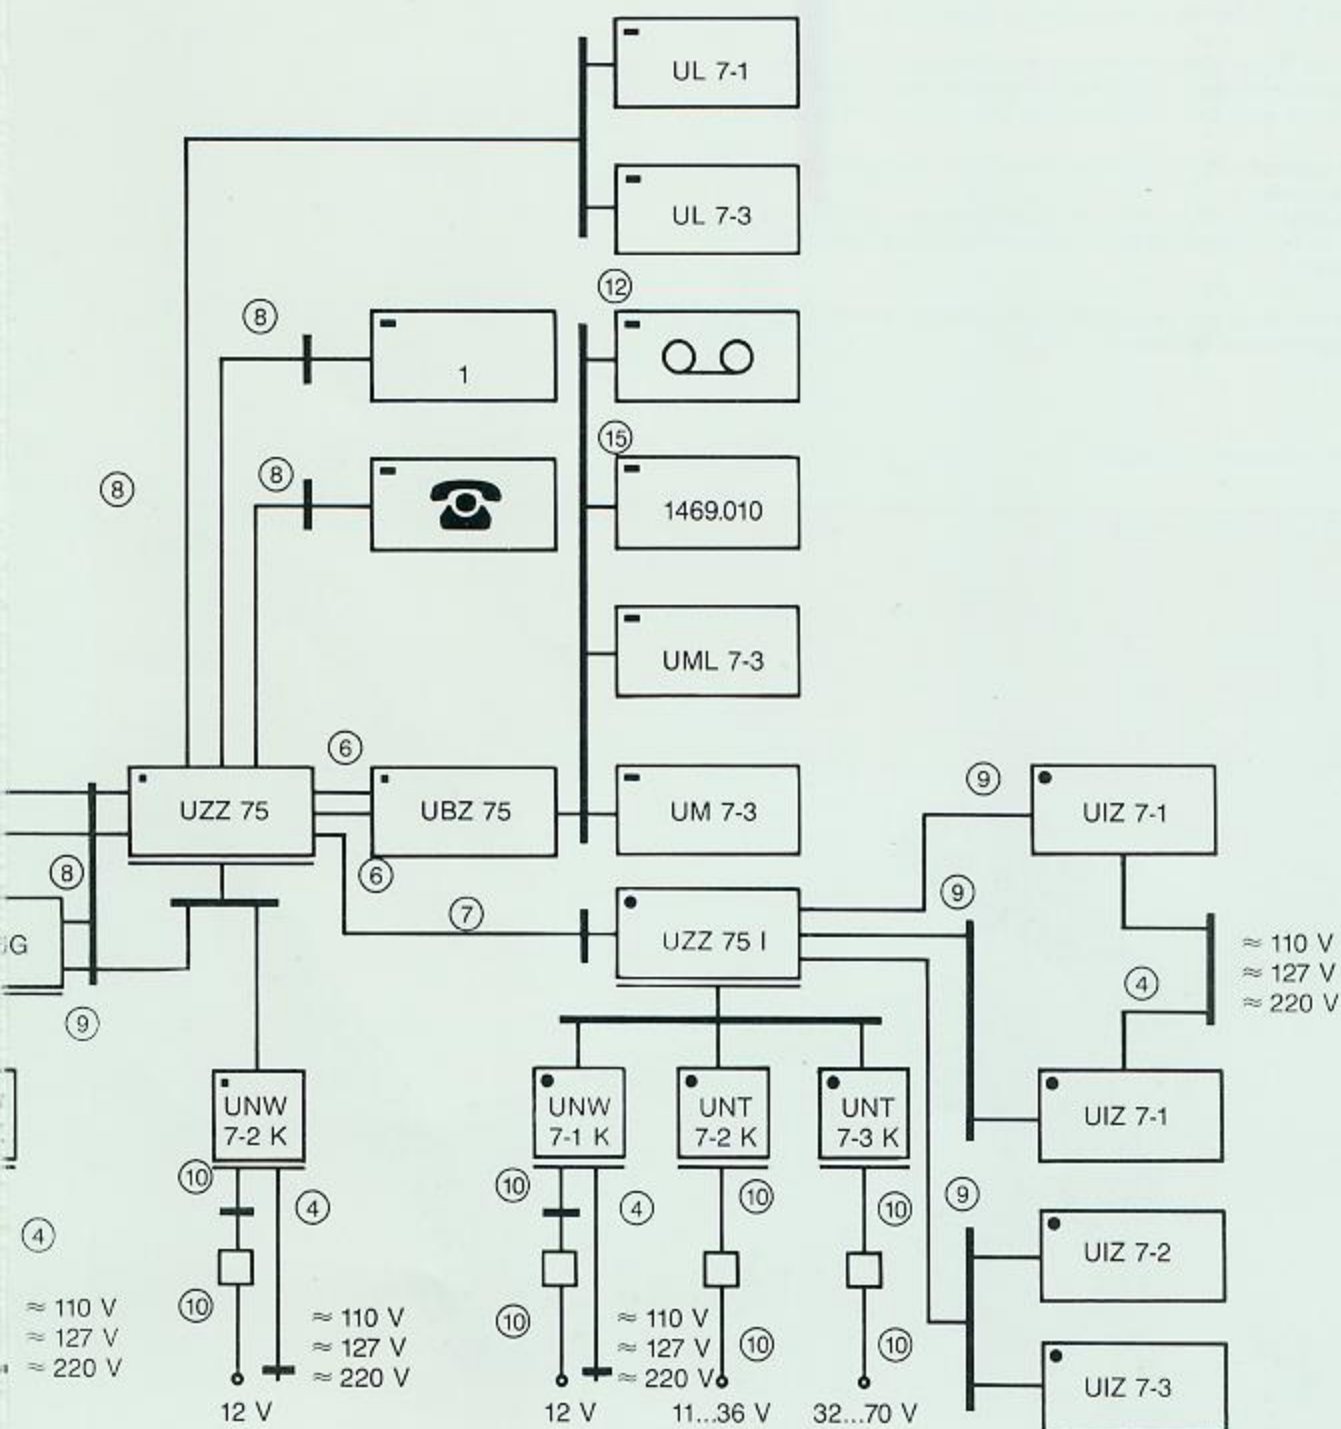 UL 7-1
UL 7-3
12
8
1
15
8
8
1469.010
UML 7-3
6
9
UZZ 75
UBZ 75
UM 7-3
UIZ 7-1
8
6
9
7
G
UZZ 75 I
≈ 110 V
≈ 127 V
≈ 220 V
4
9
UNW
7-2 K
UNW
7-1 K
UNT
7-2 K
UNT
7-3 K
UIZ 7-1
10
4
10
4
10
10
9
4
UIZ 7-2
≈ 110 V
≈ 127 V
≈ 220 V
10
≈ 110 V
≈ 127 V
≈ 220 V
10
≈ 110 V
≈ 127 V
≈ 220 V
10
10
UIZ 7-3
12 V
12 V
11...36 V
32...70 V